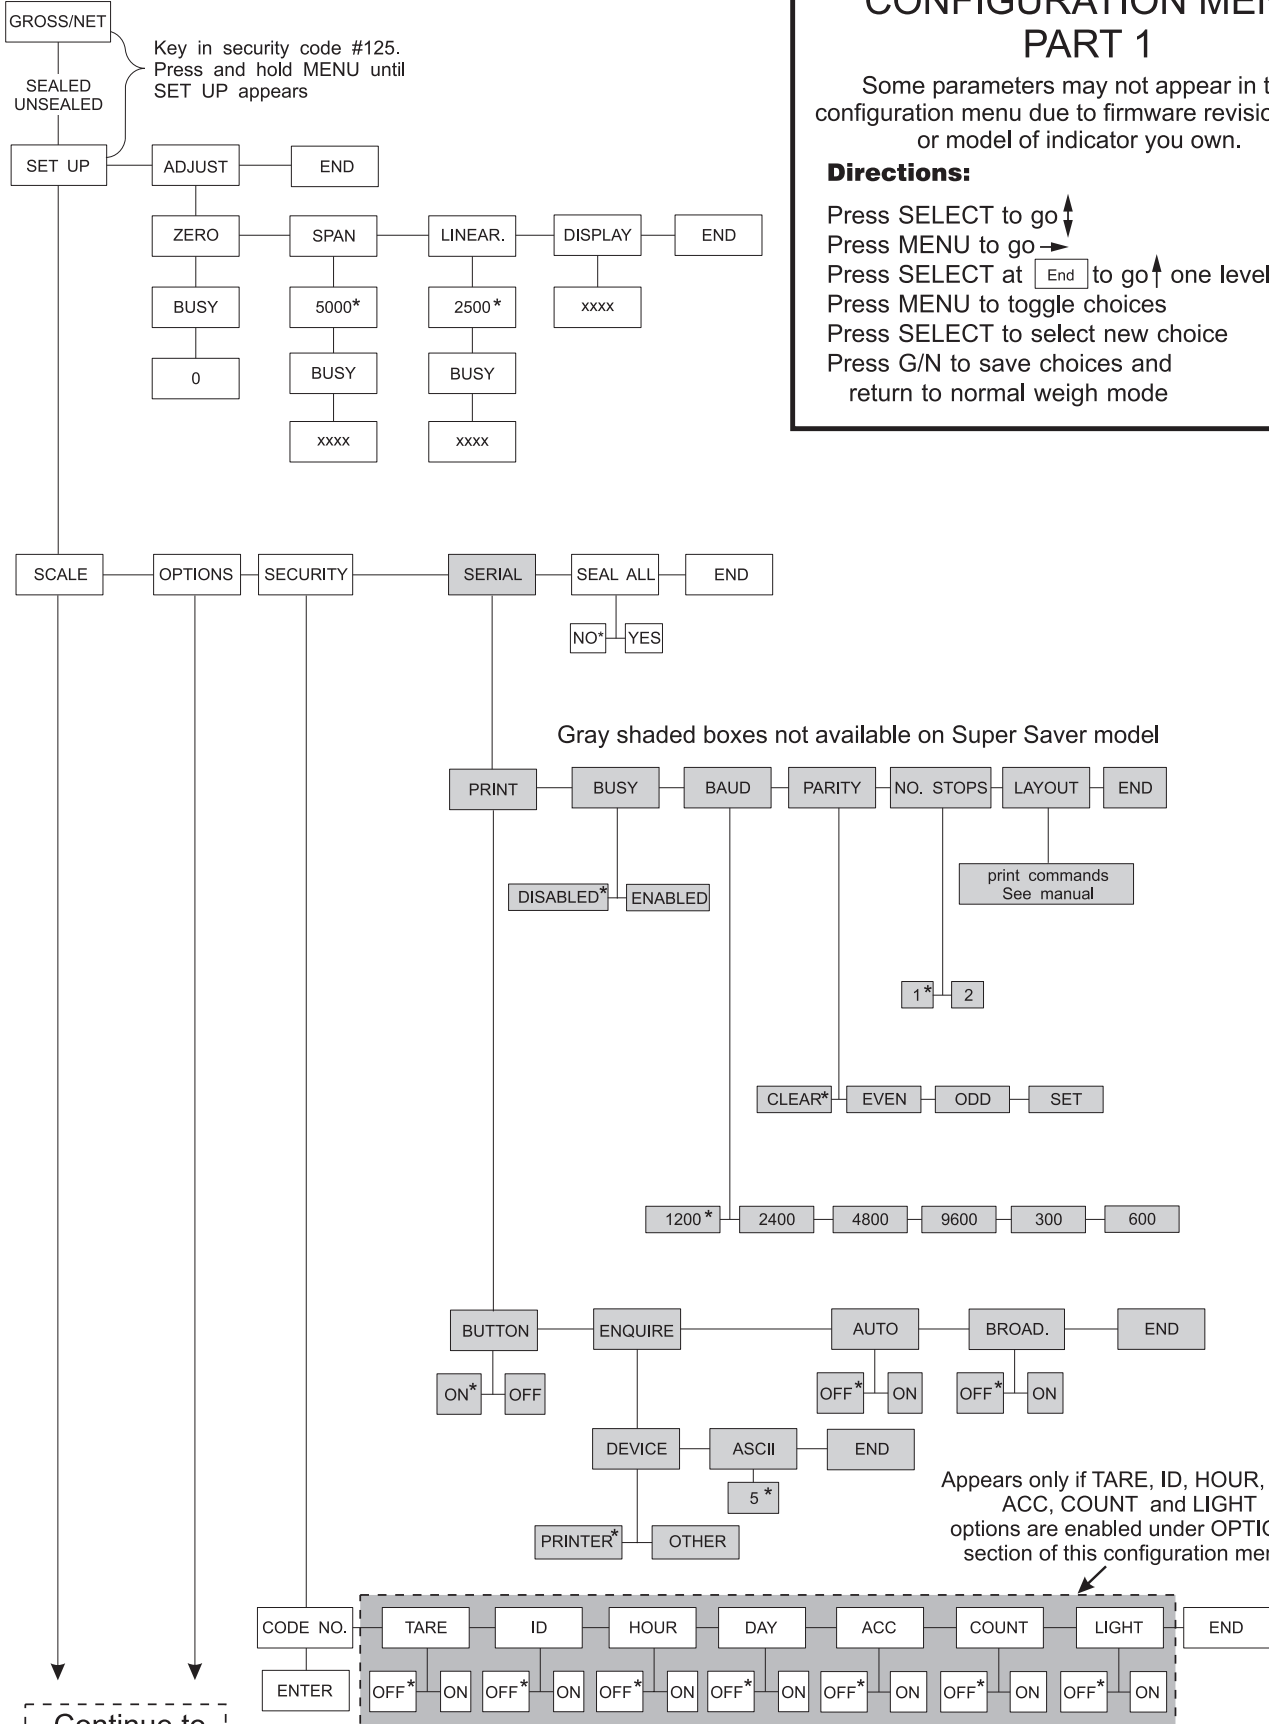 GROSS/NET
Key in security code #125.
Press and hold MENU until
SET UP appears
SEALED
UNSEALED
CONFIGURATION MEN
PART 1
Some parameters may not appear in t
configuration menu due to firmware revisio
or model of indicator you own.
Directions:
Press SELECT to go
Press MENU to go
Press SELECT at End to go one level
Press MENU to toggle choices
Press SELECT to select new choice
Press G/N to save choices and
return to normal weigh mode
SET UP ADJUST END
ZERO SPAN LINEAR. DISPLAY END
BUSY 5000* 2500* xxxx
0 BUSY BUSY
xxxx xxxx
SCALE OPTIONS SECURITY SERIAL SEAL ALL END
NO* YES
Gray shaded boxes not available on Super Saver model
PRINT BUSY BAUD PARITY NO. STOPS LAYOUT END
print commands
See manual
DISABLED* ENABLED
1* 2
CLEAR* EVEN ODD SET
1200* 2400 4800 9600 300 600
BUTTON ENQUIRE AUTO BROAD. END
ON* OFF OFF* ON OFF* ON
DEVICE ASCII END
5*
PRINTER* OTHER
Appears only if TARE, ID, HOUR,
ACC, COUNT and LIGHT
options are enabled under OPTIO
section of this configuration men
CODE NO. TARE ID HOUR DAY ACC COUNT LIGHT END
ENTER OFF* ON OFF* ON OFF* ON OFF* ON OFF* ON OFF* ON OFF* ON
Continue to